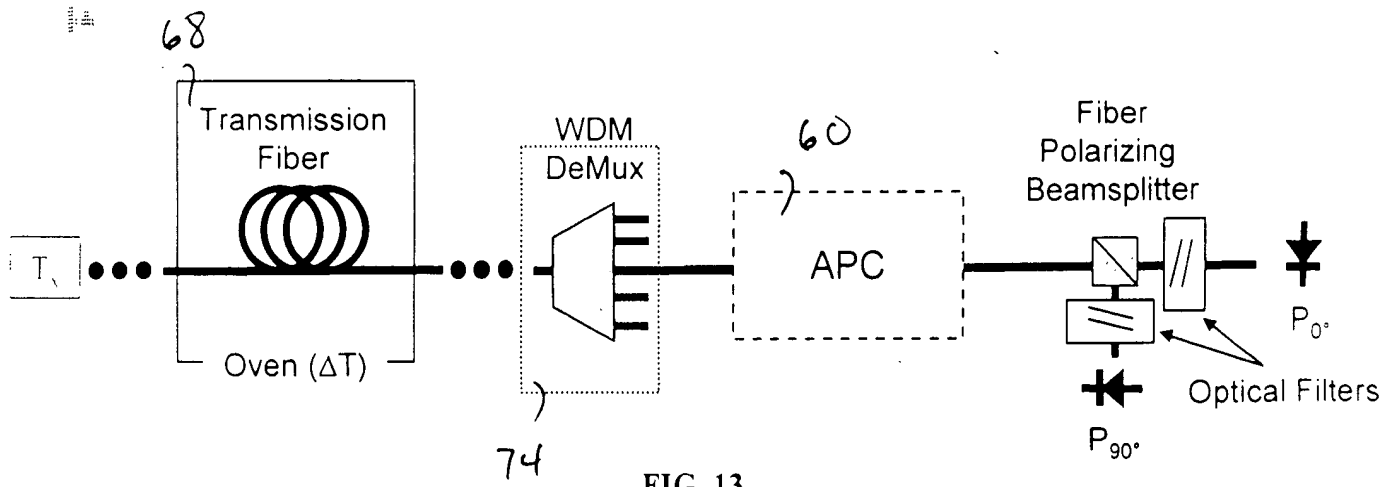 68
Transmission
Fiber
Oven (ΔT)
WDM
DeMux
74
60
APC
Fiber
Polarizing
Beamsplitter
P0°
P90°
Optical Filters
FIG. 13